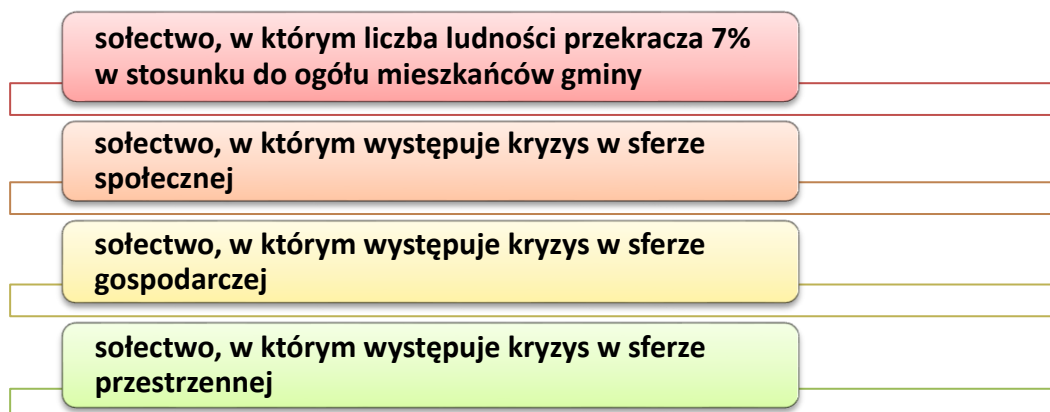 sołectwo, w którym liczba ludności przekracza 7%
w stosunku do ogółu mieszkańców gminy
sołectwo, w którym występuje kryzys w sferze
społecznej
sołectwo, w którym występuje kryzys w sferze
gospodarczej
sołectwo, w którym występuje kryzys w sferze
przestrzennej